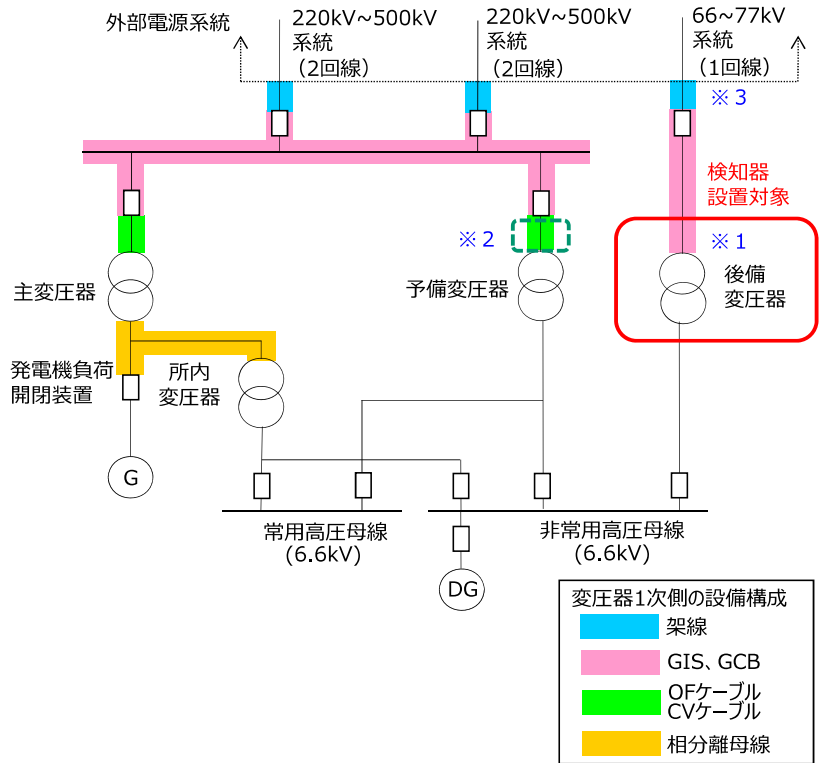 外部電源系統
220kV~500kV
系統
(2回線)
220kV~500kV
系統
(2回線)
66~77kV
系統
(1回線)
※3
検知器
設置対象
※2
※1
主変圧器
予備変圧器
後備
変圧器
発電機負荷
開閉装置
所内
変圧器
G
常用高圧母線
(6.6kV)
非常用高圧母線
(6.6kV)
DG
変圧器1次側の設備構成
架線
GIS、GCB
OFケーブル
CVケーブル
相分離母線